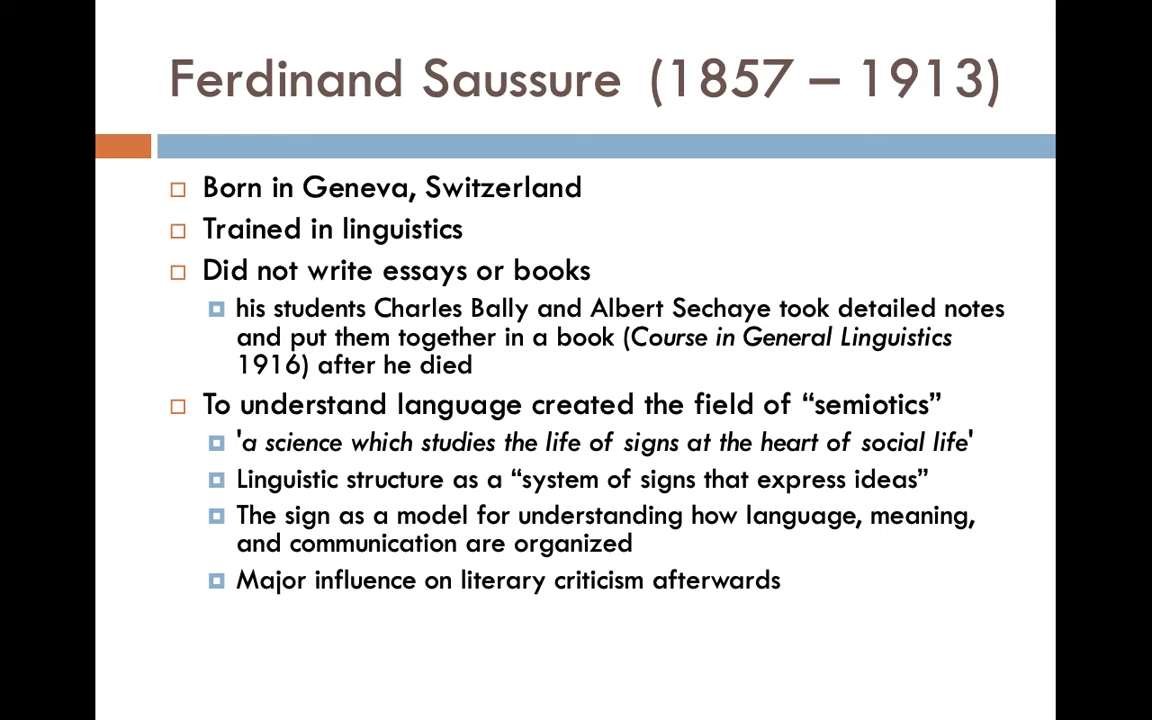 Ferdinand Saussure (1857 – 1913)
Born in Geneva, Switzerland
Trained in linguistics
Did not write essays or books
his students Charles Bally and Albert Sechaye took detailed notes
and put them together in a book (Course in General Linguistics
1916) after he died
To understand language created the field of “semiotics”
'a science which studies the life of signs at the heart of social life'
Linguistic structure as a “system of signs that express ideas”
The sign as a model for understanding how language, meaning,
and communication are organized
Major influence on literary criticism afterwards